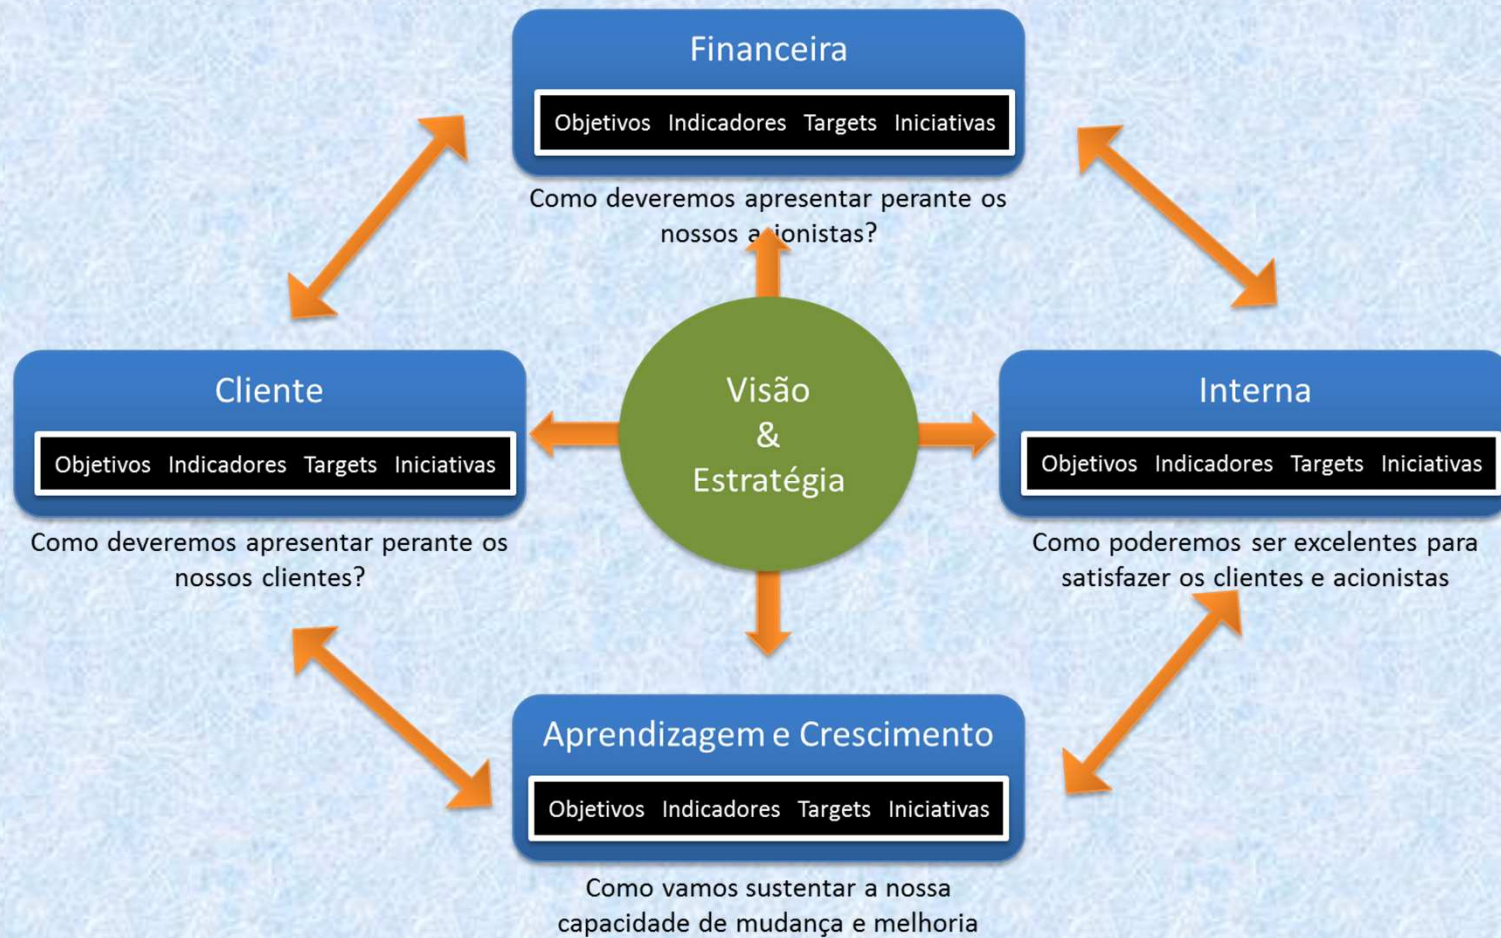 Financeira
Objetivos Indicadores Targets Iniciativas
Como deveremos apresentar perante os
nossos acionistas?
Cliente
Objetivos Indicadores Targets Iniciativas
Como deveremos apresentar perante os
nossos clientes?
Visão
&
Estratégia
Interna
Objetivos Indicadores Targets Iniciativas
Como poderemos ser excelentes para
satisfazer os clientes e acionistas
Aprendizagem e Crescimento
Objetivos Indicadores Targets Iniciativas
Como vamos sustentar a nossa
capacidade de mudança e melhoria